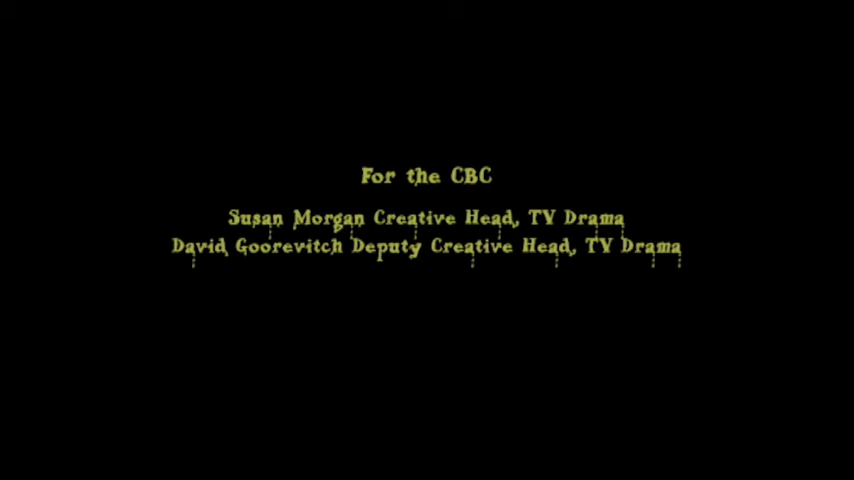 For the CBC
Susan Morgan Creative Head, TV Drama
David Goorevitch Deputy Creative Head, TV Drama